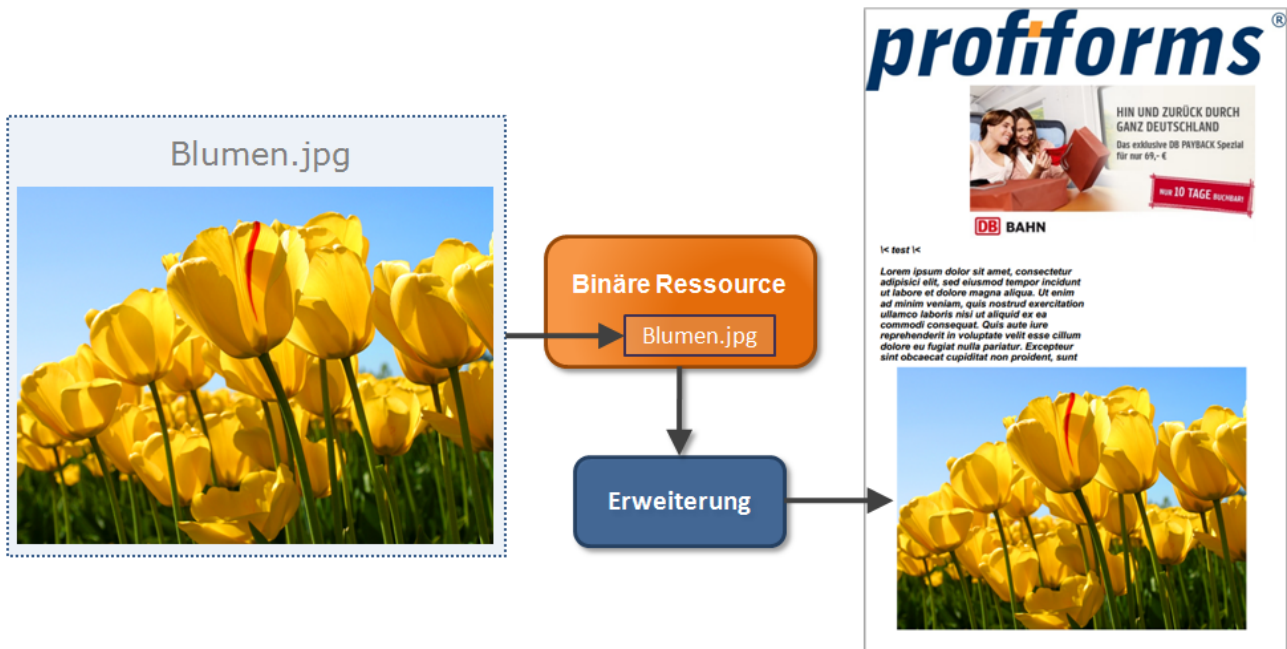 Blumen.jpg
Binäre Ressource
Blumen.jpg
Erweiterung
profiforms®
HIN UND ZURÜCK DURCH
GANZ DEUTSCHLAND
Das exklusive DB PAYBACK Spezial
für nur 69,- €
NUR 10 TAGE BUCHBAR!
DB BAHN
\< test \<
Lorem ipsum dolor sit amet, consectetur
adipisici elit, sed eiusmod tempor incidunt
ut labore et dolore magna aliqua. Ut enim
ad minim veniam, quis nostrud exercitation
ullamco laboris nisi ut aliquid ex ea
commodi consequat. Quis aute iure
reprehenderit in voluptate velit esse cillum
dolore eu fugiat nulla pariatur. Excepteur
sint obcaecat cupiditat non proident, sunt